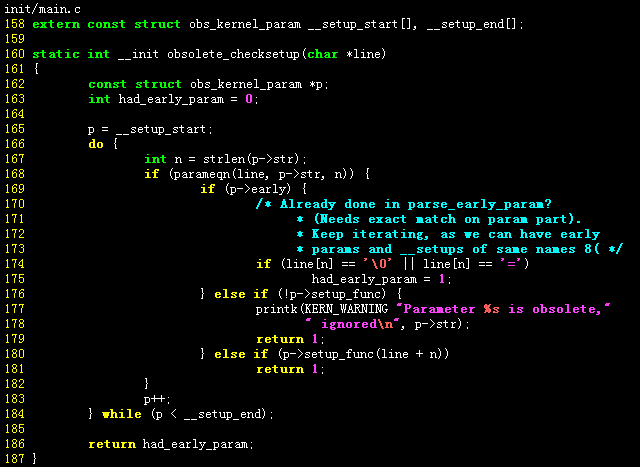 init/main.c
158 extern const struct obs_kernel_param __setup_start[], __setup_end[];
159
160 static int __init obsolete_checksetup(char *line)
161 {
162         const struct obs_kernel_param *p;
163         int had_early_param = 0;
164
165         p = __setup_start;
166         do {
167                 int n = strlen(p->str);
168                 if (parameqn(line, p->str, n)) {
169                         if (p->early) {
170                                 /* Already done in parse_early_param?
171                                  * (Needs exact match on param part).
172                                  * Keep iterating, as we can have early
173                                  * params and __setups of same names 8( */
174                                 if (line[n] == '\0' || line[n] == '=')
175                                         had_early_param = 1;
176                         } else if (!p->setup_func) {
177                                 printk(KERN_WARNING "Parameter %s is obsolete,"
178                                        " ignored\n", p->str);
179                                 return 1;
180                         } else if (p->setup_func(line + n))
181                                 return 1;
182                 }
183                 p++;
184         } while (p < __setup_end);
185
186         return had_early_param;
187 }